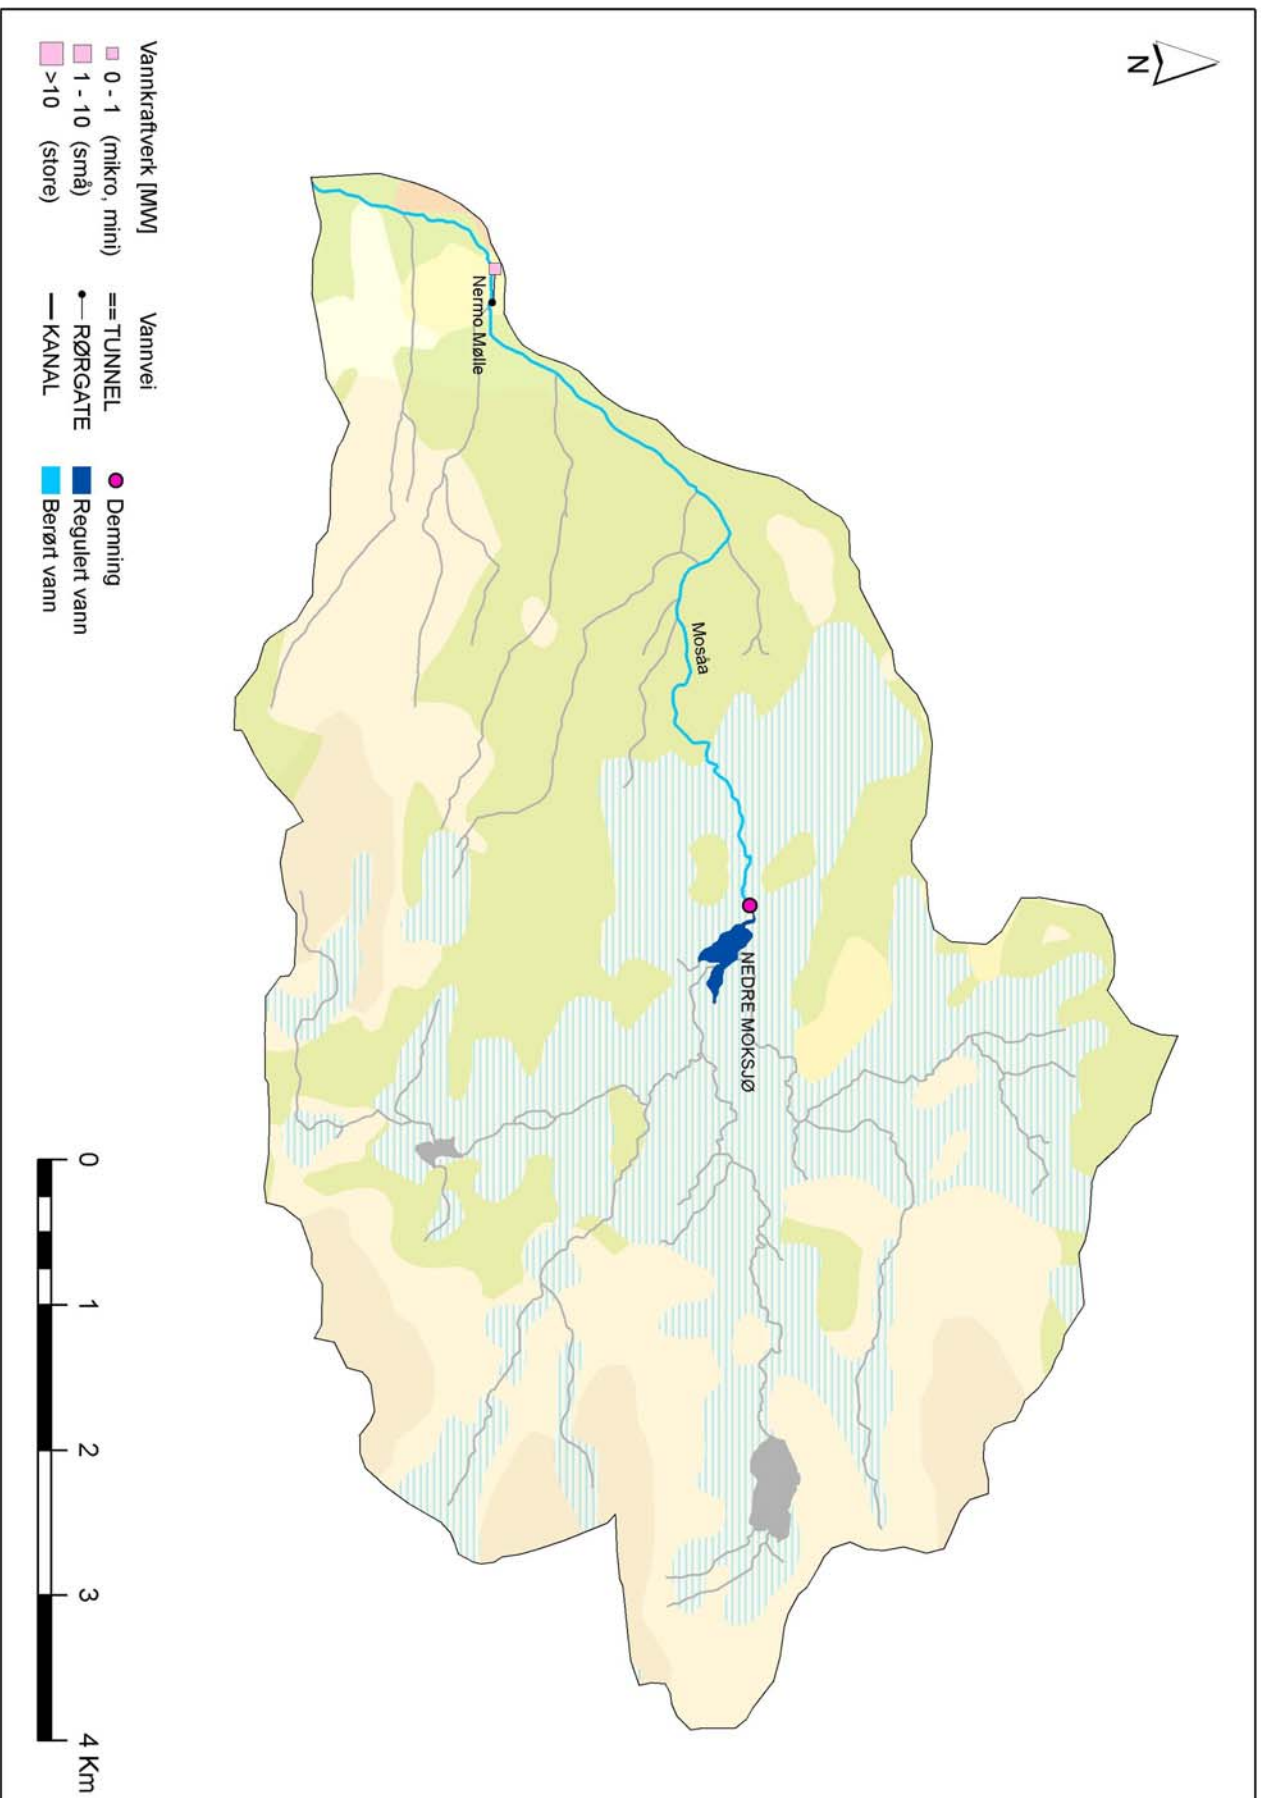 N
Nermo Mølle
Mosåa
NEDRE MOKSJØ
Vannkraftverk [MW]
0 - 1 (mikro, mini)
1 - 10 (små)
>10 (store)
Vannvei
TUNNEL
RØRGATE
KANAL
Demning
Regulert vann
Berørt vann
0 1 2 3 4 Km